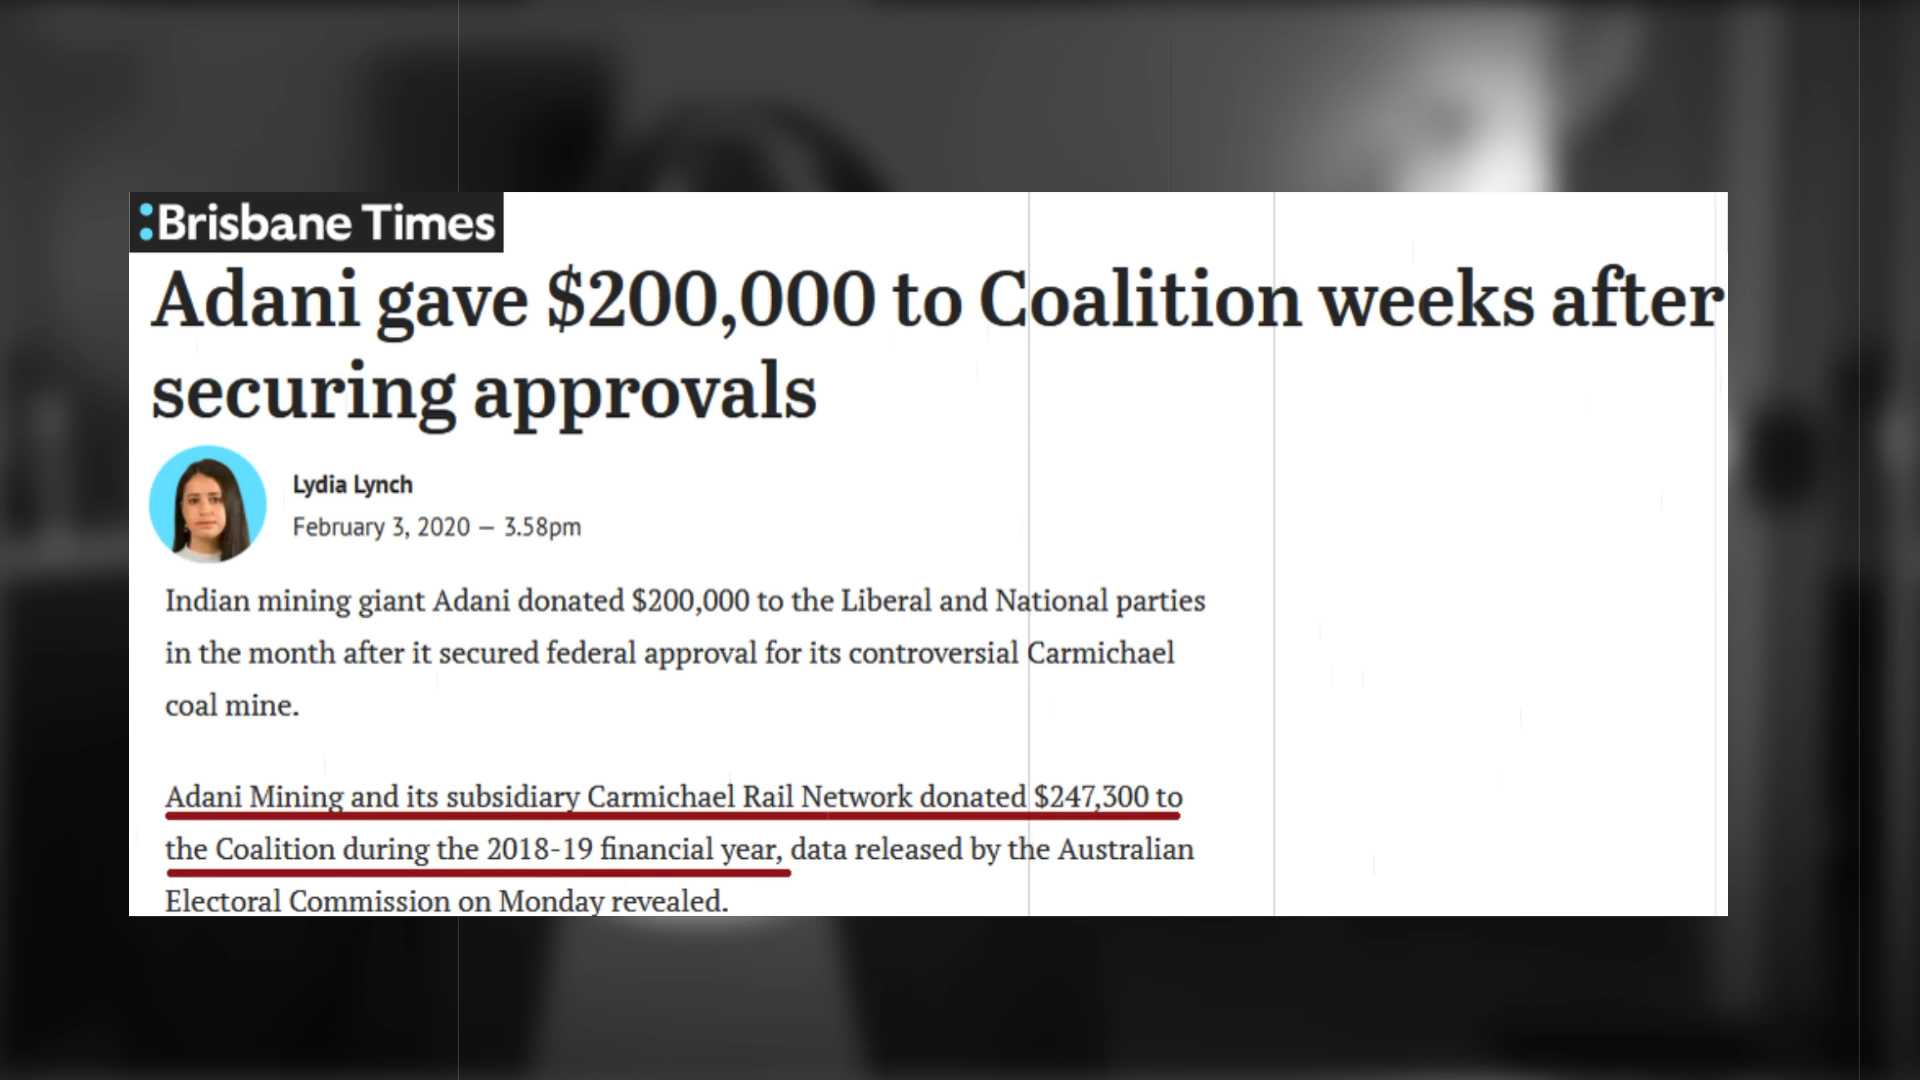 :Brisbane Times
Adani gave $200,000 to Coalition weeks after
securing approvals
Lydia Lynch
February 3, 2020 — 3.58pm
Indian mining giant Adani donated $200,000 to the Liberal and National parties
in the month after it secured federal approval for its controversial Carmichael
coal mine.
Adani Mining and its subsidiary Carmichael Rail Network donated $247,300 to
the Coalition during the 2018-19 financial year, data released by the Australian
Electoral Commission on Monday revealed.